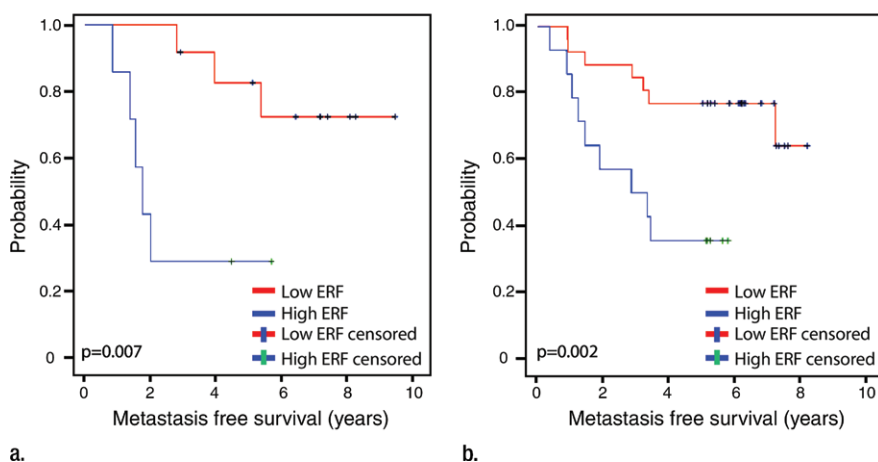 1.0
0.8
0.6
0.4
0.2
0
Probability
Low ERF
High ERF
Low ERF censored
High ERF censored
p=0.007
0 2 4 6 8 10
Metastasis free survival (years)
a.
1.0
0.8
0.6
0.4
0.2
0
Probability
Low ERF
High ERF
Low ERF censored
High ERF censored
p=0.002
0 2 4 6 8 10
Metastasis free survival (years)
b.